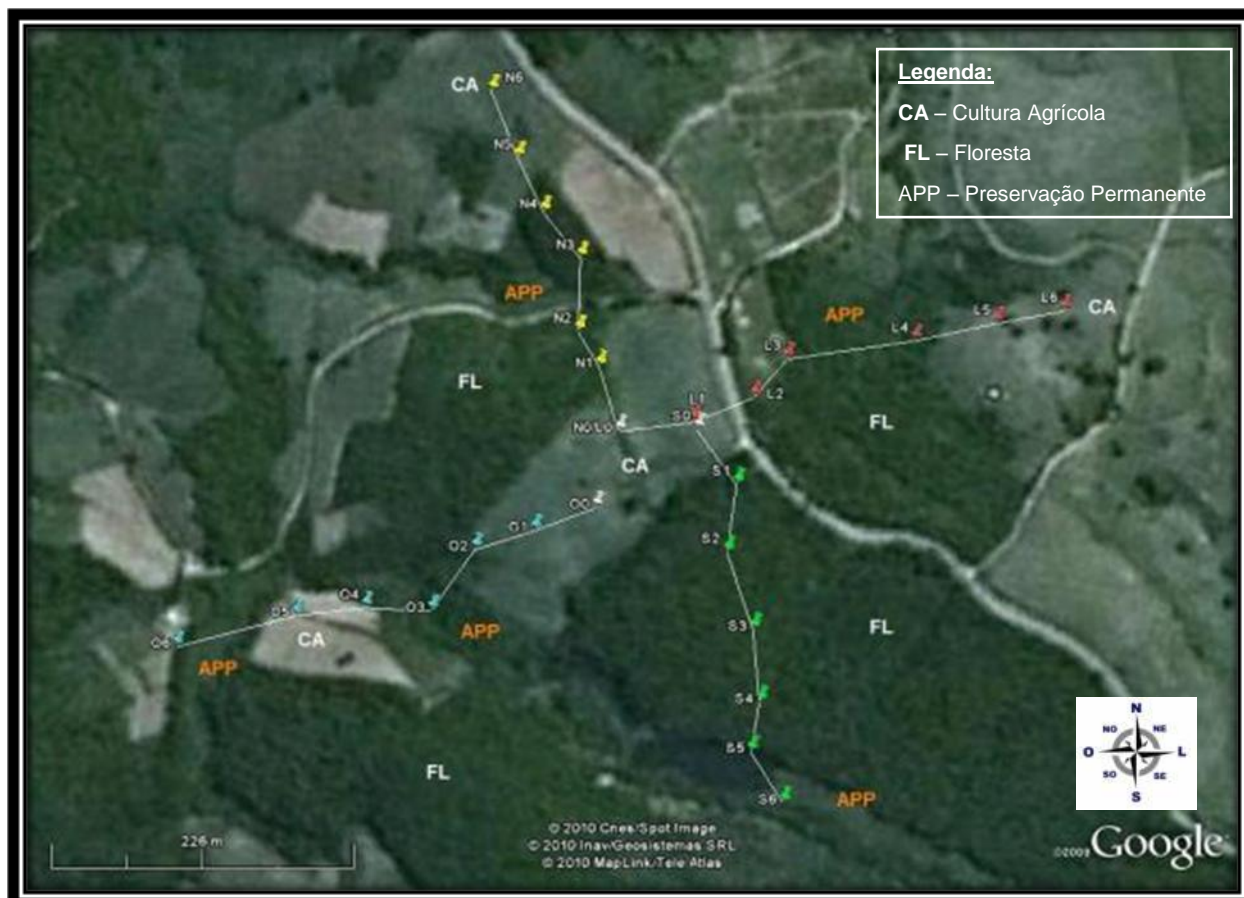 Legenda:
CA – Cultura Agrícola
FL – Floresta
APP – Preservação Permanente
CA
N6
N5
N4
N3
APP
N2
N1
FL
N0/L0
CA
L6
CA
L5
APP
L4
L3
L2
L1
S0
FL
S1
S2
S3
FL
S4
S5
S6
APP
O0
O1
O2
O3
APP
O4
O5
CA
O6
APP
FL
N
NO
NE
O
L
SO
SE
S
226 m
© 2010 Cnes/Spot Image
© 2010 Inav/Geosistemas SRL
© 2010 MapLink/Tele Atlas
©2009 Google